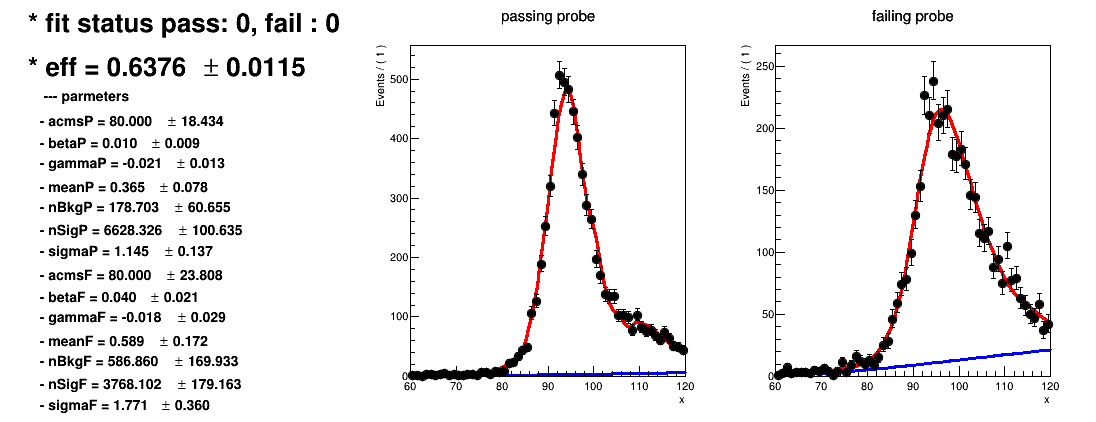 * fit status pass: 0, fail : 0
* eff = 0.6376 ± 0.0115
--- parmeters
- acmsP = 80.000 ± 18.434
- betaP = 0.010 ± 0.009
- gammaP = -0.021 ± 0.013
- meanP = 0.365 ± 0.078
- nBkgP = 178.703 ± 60.655
- nSigP = 6628.326 ± 100.635
- sigmaP = 1.145 ± 0.137
- acmsF = 80.000 ± 23.808
- betaF = 0.040 ± 0.021
- gammaF = -0.018 ± 0.029
- meanF = 0.589 ± 0.172
- nBkgF = 586.860 ± 169.933
- nSigF = 3768.102 ± 179.163
- sigmaF = 1.771 ± 0.360
passing probe
Events / ( 1 )
500
400
300
200
100
0
60 70 80 90 100 110 120
x
failing probe
Events / ( 1 )
250
200
150
100
50
0
60 70 80 90 100 110 120
x